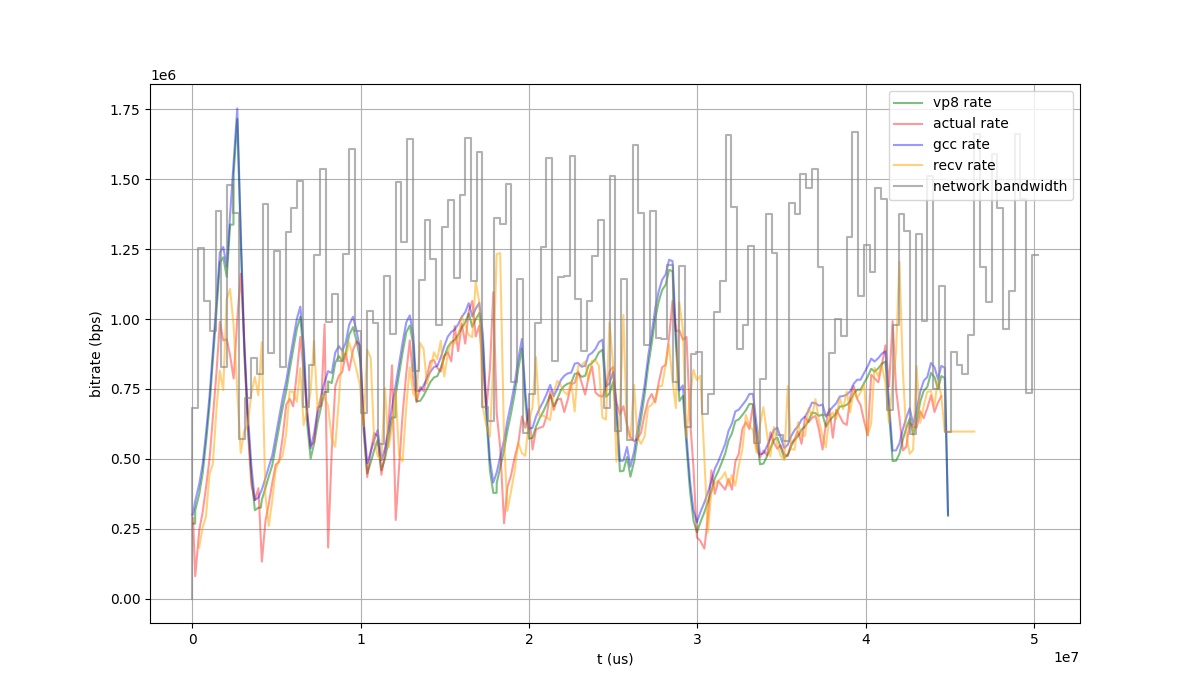 1e6
1.75
1.50
1.25
1.00
0.75
0.50
0.25
0.00
bitrate (bps)
vp8 rate
actual rate
gcc rate
recv rate
network bandwidth
0
1
2
3
4
5
t (us)
1e7